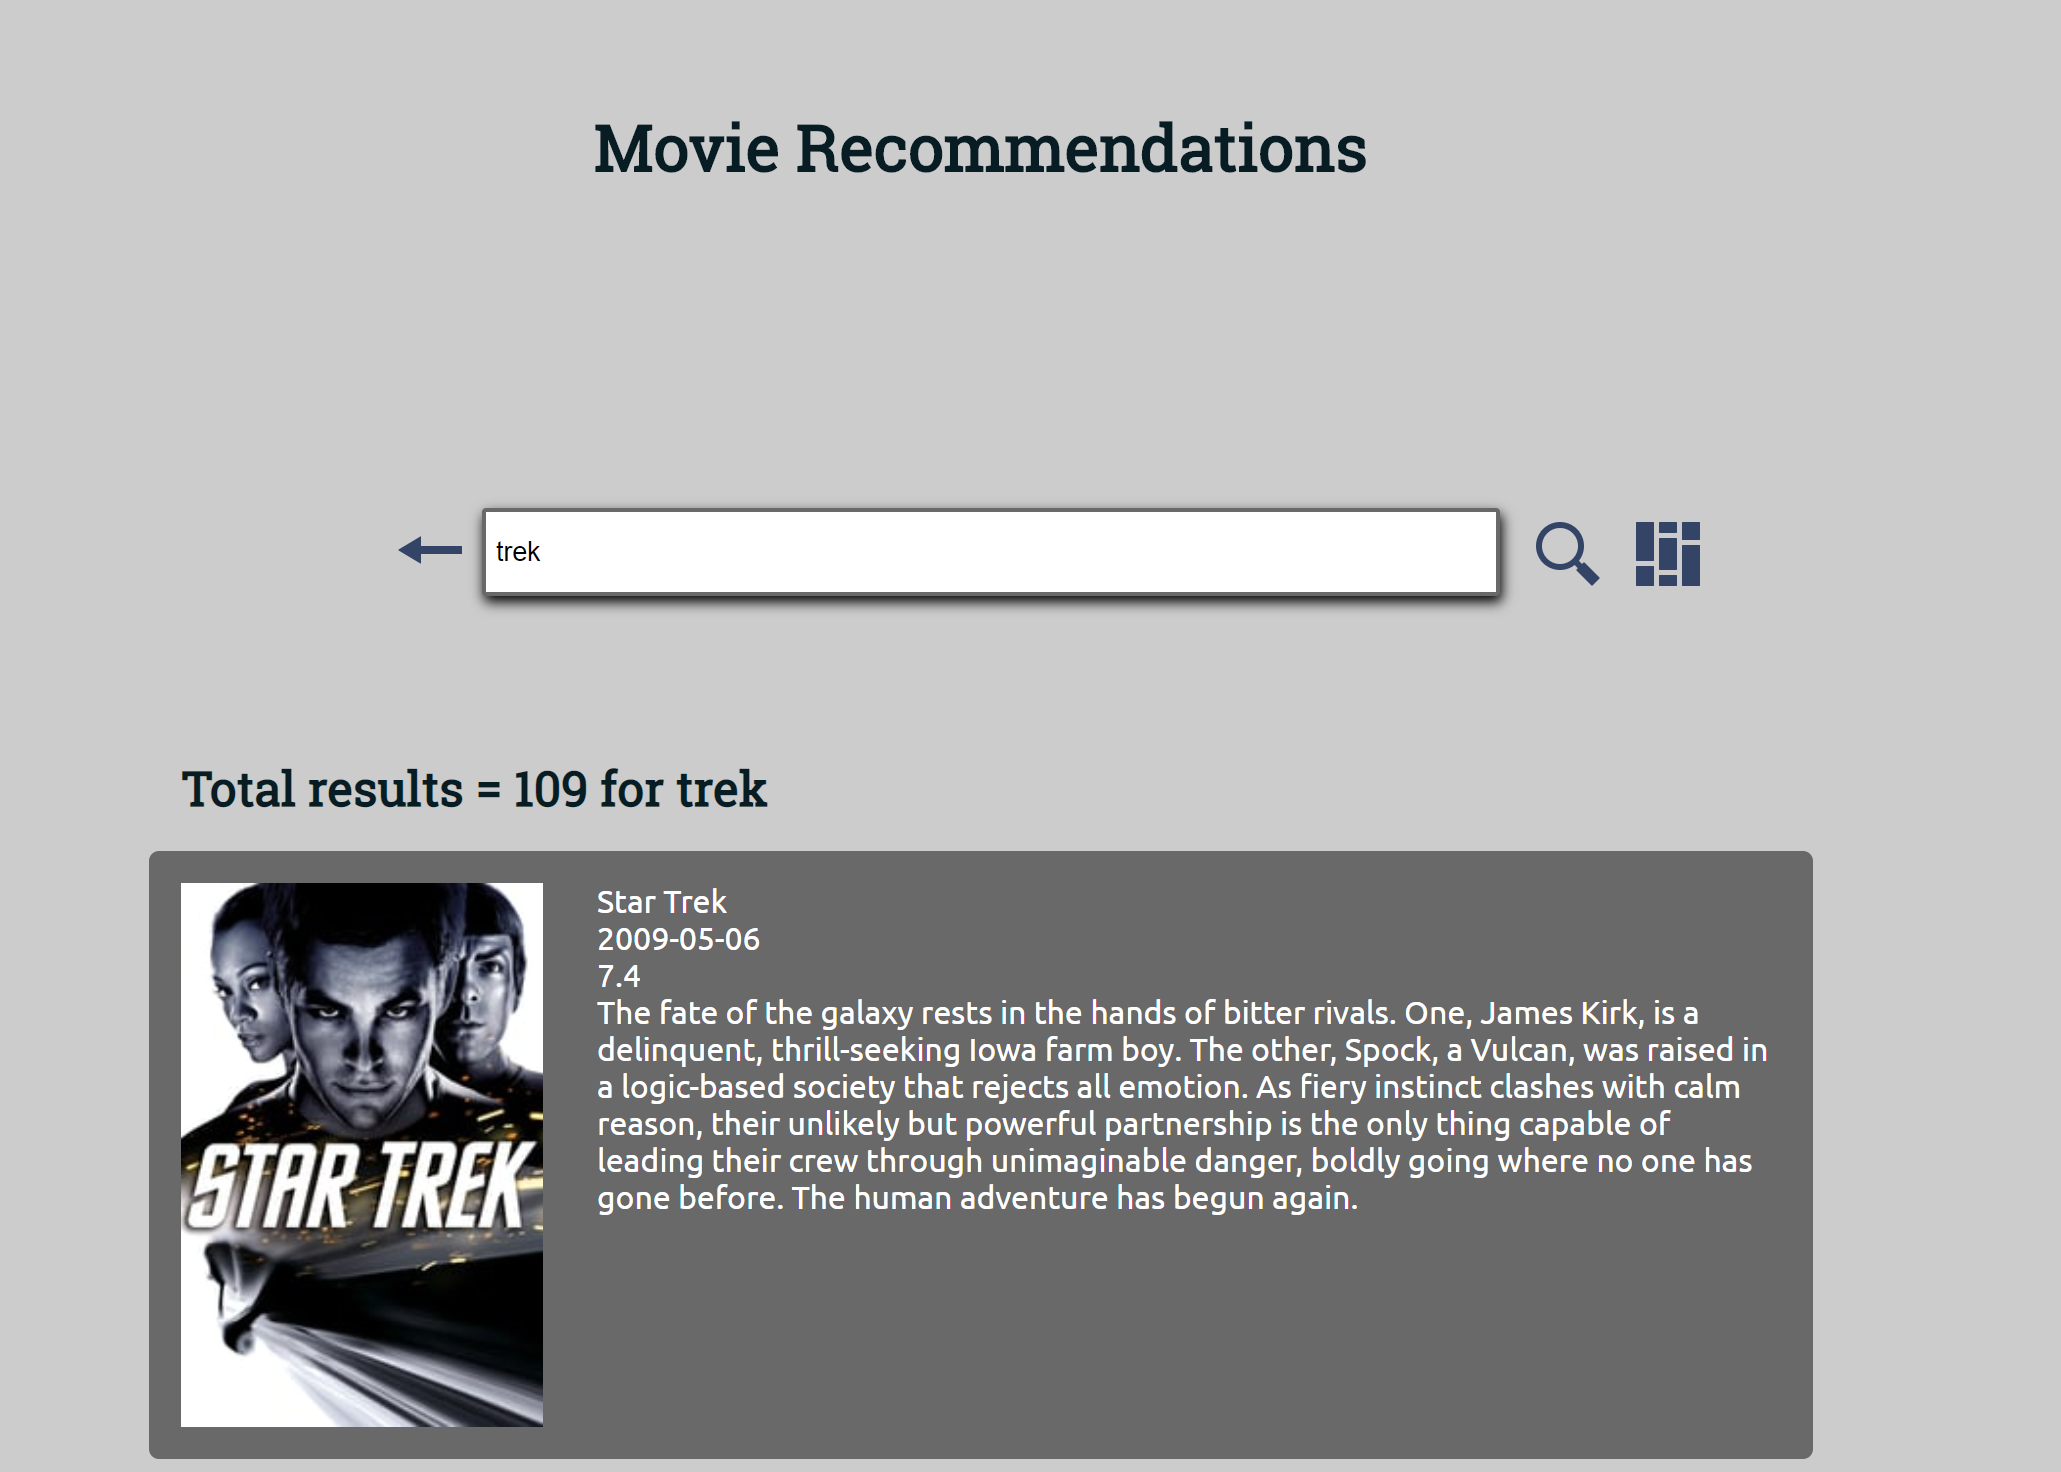 Movie Recommendations
trek
Total results = 109 for trek
Star Trek
2009-05-06
7.4
The fate of the galaxy rests in the hands of bitter rivals. One, James Kirk, is a
delinquent, thrill-seeking Iowa farm boy. The other, Spock, a Vulcan, was raised in
a logic-based society that rejects all emotion. As fiery instinct clashes with calm
reason, their unlikely but powerful partnership is the only thing capable of
leading their crew through unimaginable danger, boldly going where no one has
gone before. The human adventure has begun again.
STAR TREK